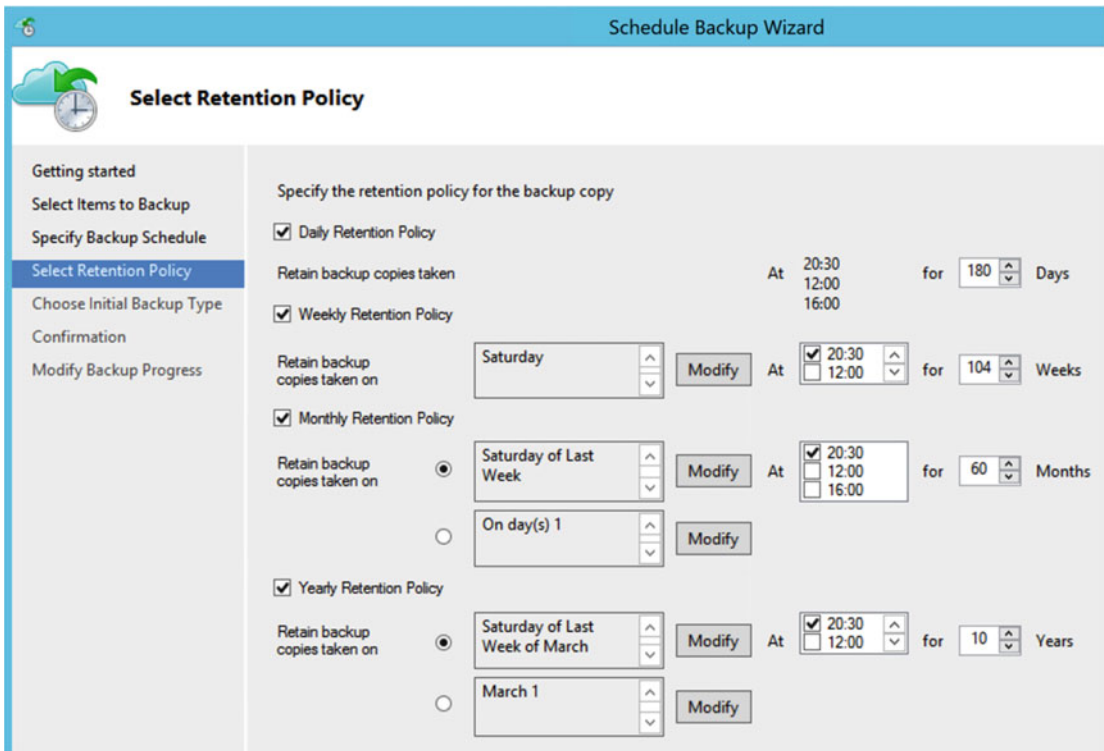 Schedule Backup Wizard
Select Retention Policy
Getting started
Select Items to Backup
Specify Backup Schedule
Select Retention Policy
Choose Initial Backup Type
Confirmation
Modify Backup Progress
Specify the retention policy for the backup copy
Daily Retention Policy
Retain backup copies taken At 20:30 for 180 Days
12:00
16:00
Weekly Retention Policy
Retain backup
copies taken on
Saturday
Modify At
20:30
12:00
for 104 Weeks
Monthly Retention Policy
Retain backup
copies taken on
Saturday of Last
Week
Modify At
20:30
12:00
16:00
for 60 Months
On day(s) 1
Modify
Yearly Retention Policy
Retain backup
copies taken on
Saturday of Last
Week of March
Modify At
20:30
12:00
for 10 Years
March 1
Modify